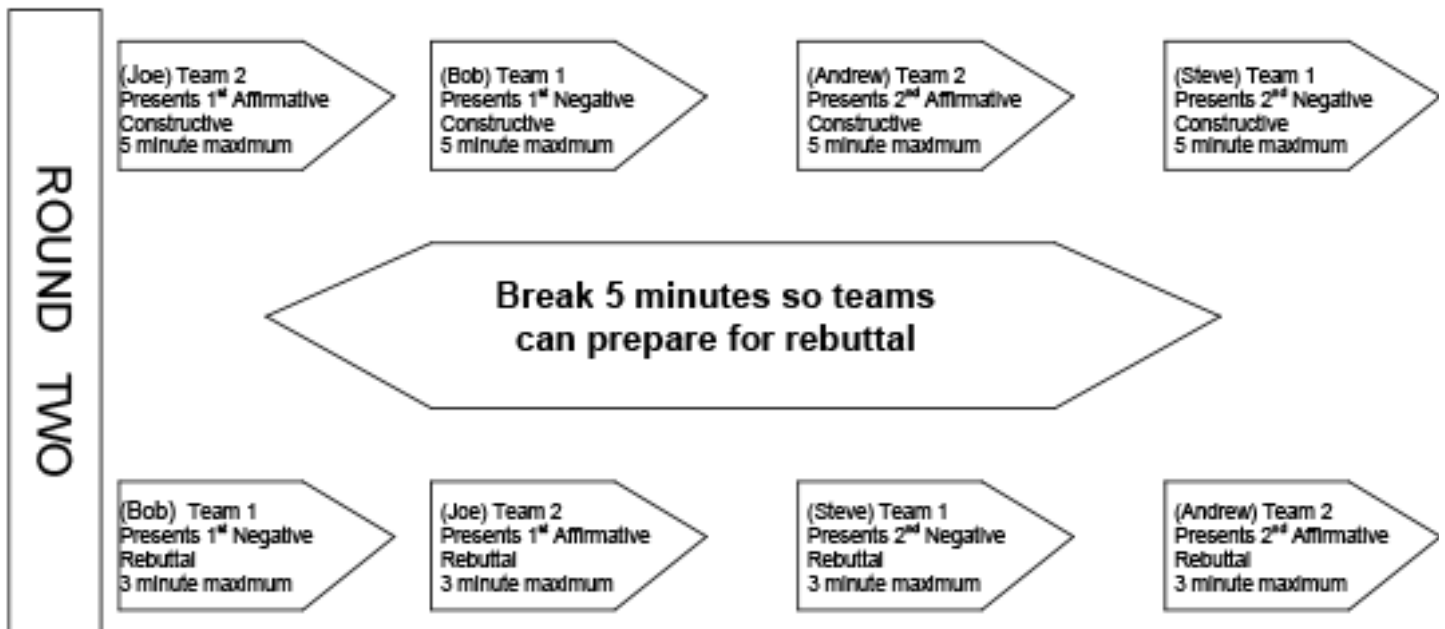 ROUND TWO
(Joe) Team 2
Presents 1st Affirmative
Constructive
5 minute maximum
(Bob) Team 1
Presents 1st Negative
Constructive
5 minute maximum
(Andrew) Team 2
Presents 2nd Affirmative
Constructive
5 minute maximum
(Steve) Team 1
Presents 2nd Negative
Constructive
5 minute maximum
Break 5 minutes so teams
can prepare for rebuttal
(Bob) Team 1
Presents 1st Negative
Rebuttal
3 minute maximum
(Joe) Team 2
Presents 1st Affirmative
Rebuttal
3 minute maximum
(Steve) Team 1
Presents 2nd Negative
Rebuttal
3 minute maximum
(Andrew) Team 2
Presents 2nd Affirmative
Rebuttal
3 minute maximum